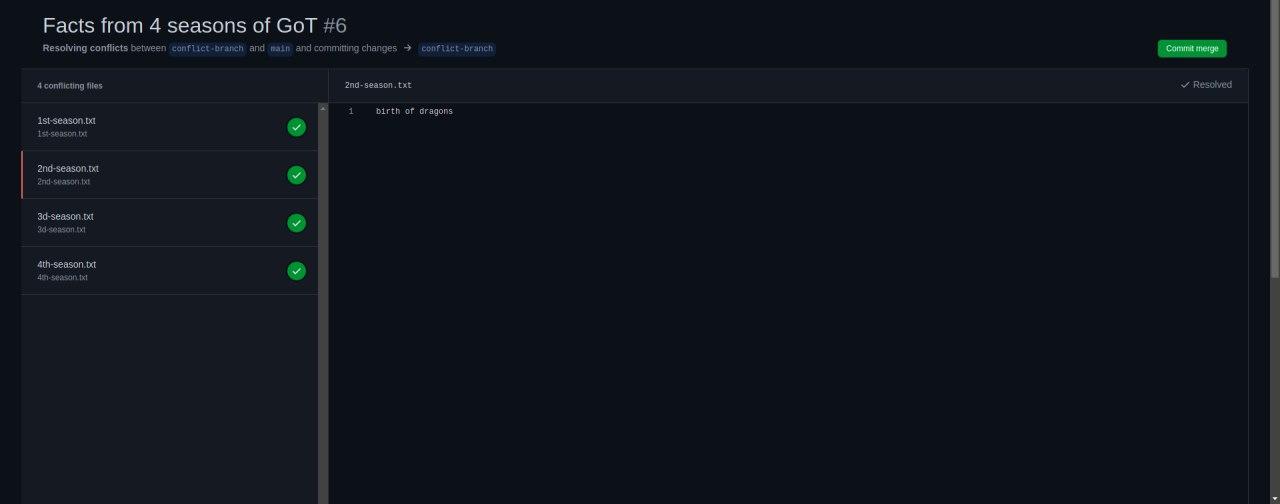 Facts from 4 seasons of GoT #6
Resolving conflicts between conflict-branch and main and committing changes → conflict-branch
Commit merge
4 conflicting files
2nd-season.txt
Resolved
1 birth of dragons
1st-season.txt
1st-season.txt
2nd-season.txt
2nd-season.txt
3d-season.txt
3d-season.txt
4th-season.txt
4th-season.txt